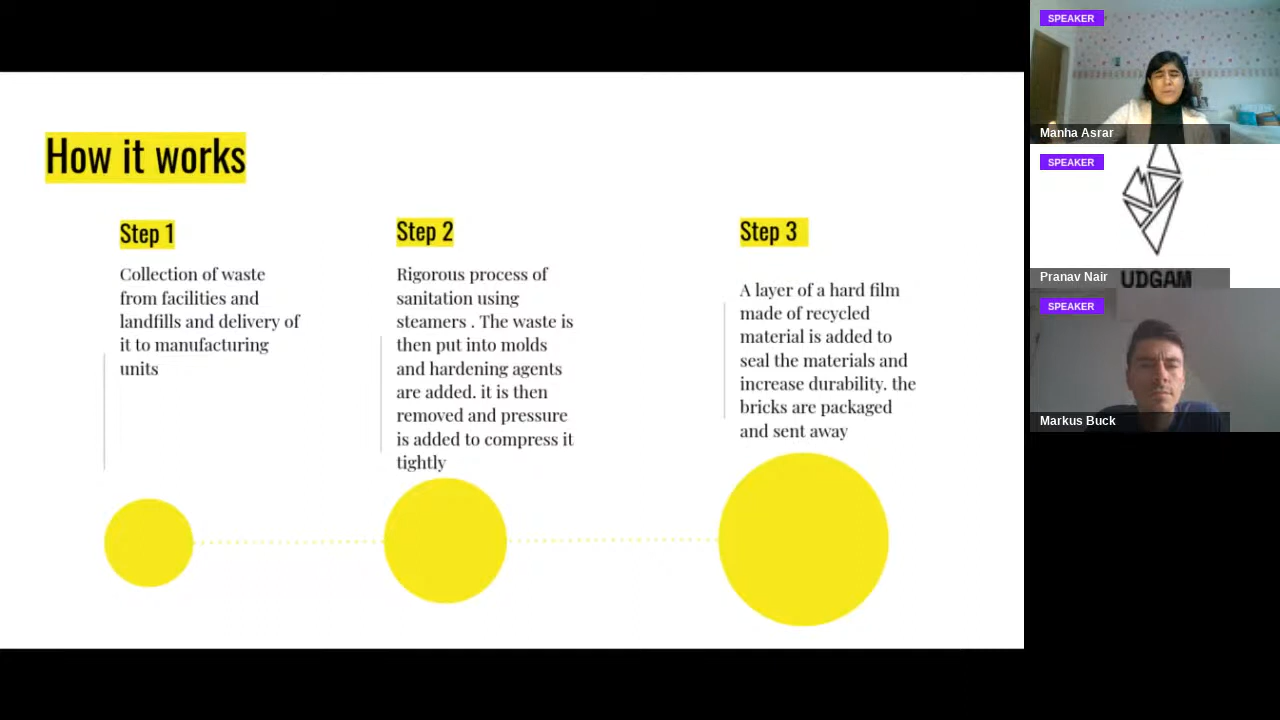 How it works
Step 1
Collection of waste
from facilities and
landfills and delivery of
it to manufacturing
units
Step 2
Rigorous process of
sanitation using
steamers . The waste is
then put into molds
and hardening agents
are added. it is then
removed and pressure
is added to compress it
tightly
Step 3
A layer of a hard film
made of recycled
material is added to
seal the materials and
increase durability. the
bricks are packaged
and sent away
SPEAKER
Manha Asrar
SPEAKER
Pranav Nair
UDGAM
SPEAKER
Markus Buck